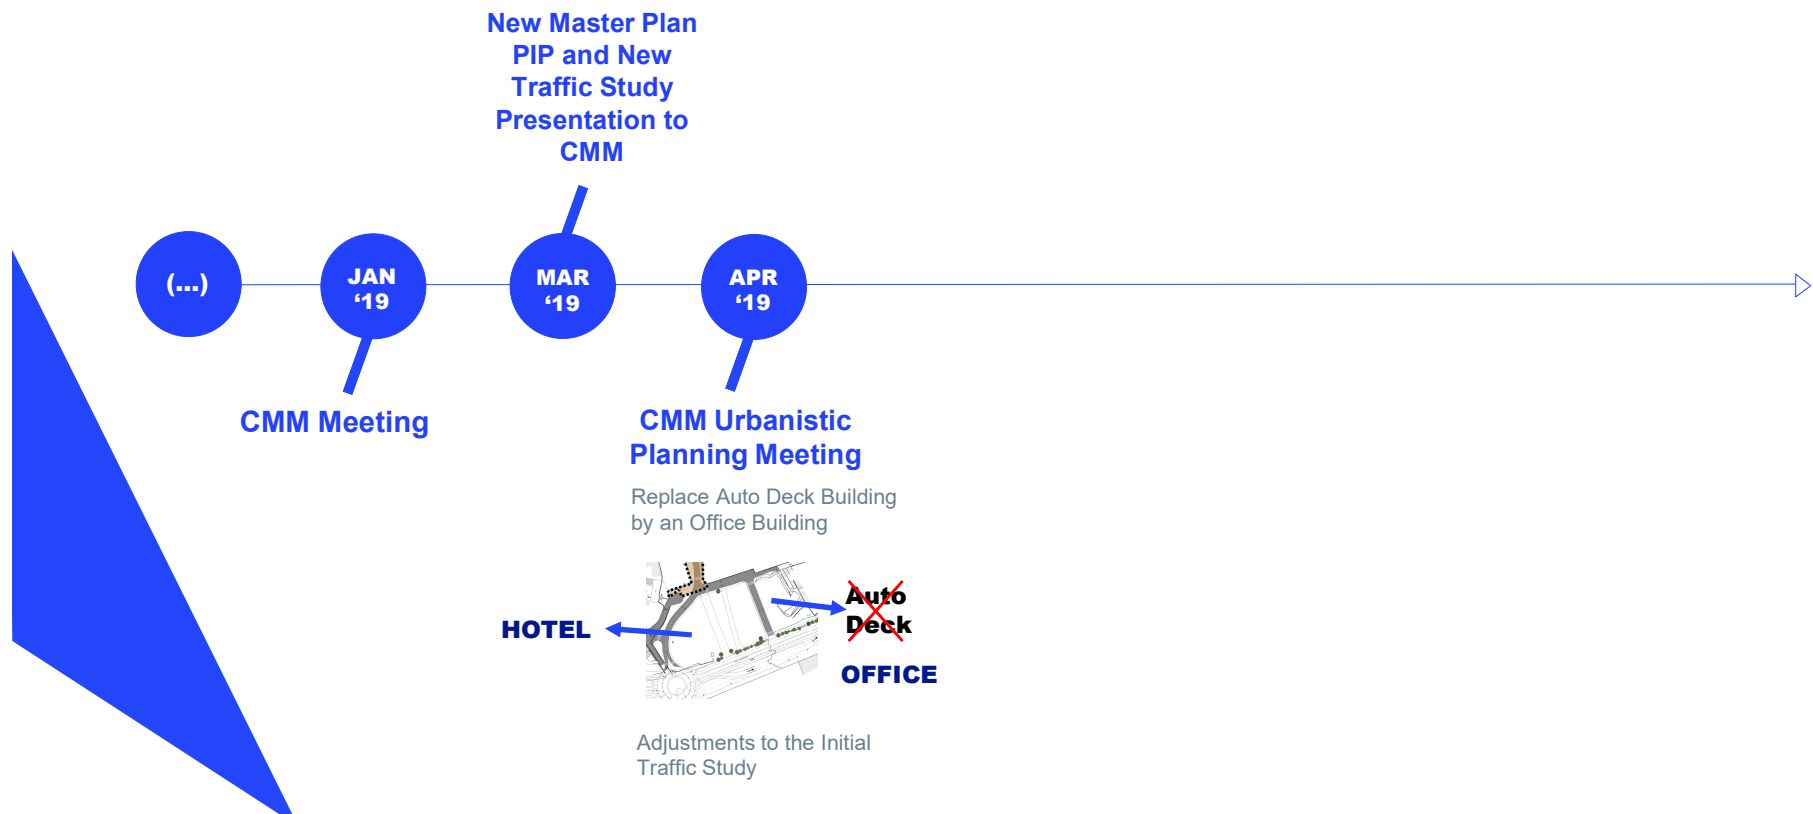 New Master Plan
PIP and New
Traffic Study
Presentation to
CMM
(...)
JAN
‘19
MAR
‘19
APR
‘19
CMM Meeting
CMM Urbanistic
Planning Meeting
Replace Auto Deck Building
by an Office Building
HOTEL
Auto
Deck
OFFICE
Adjustments to the Initial
Traffic Study